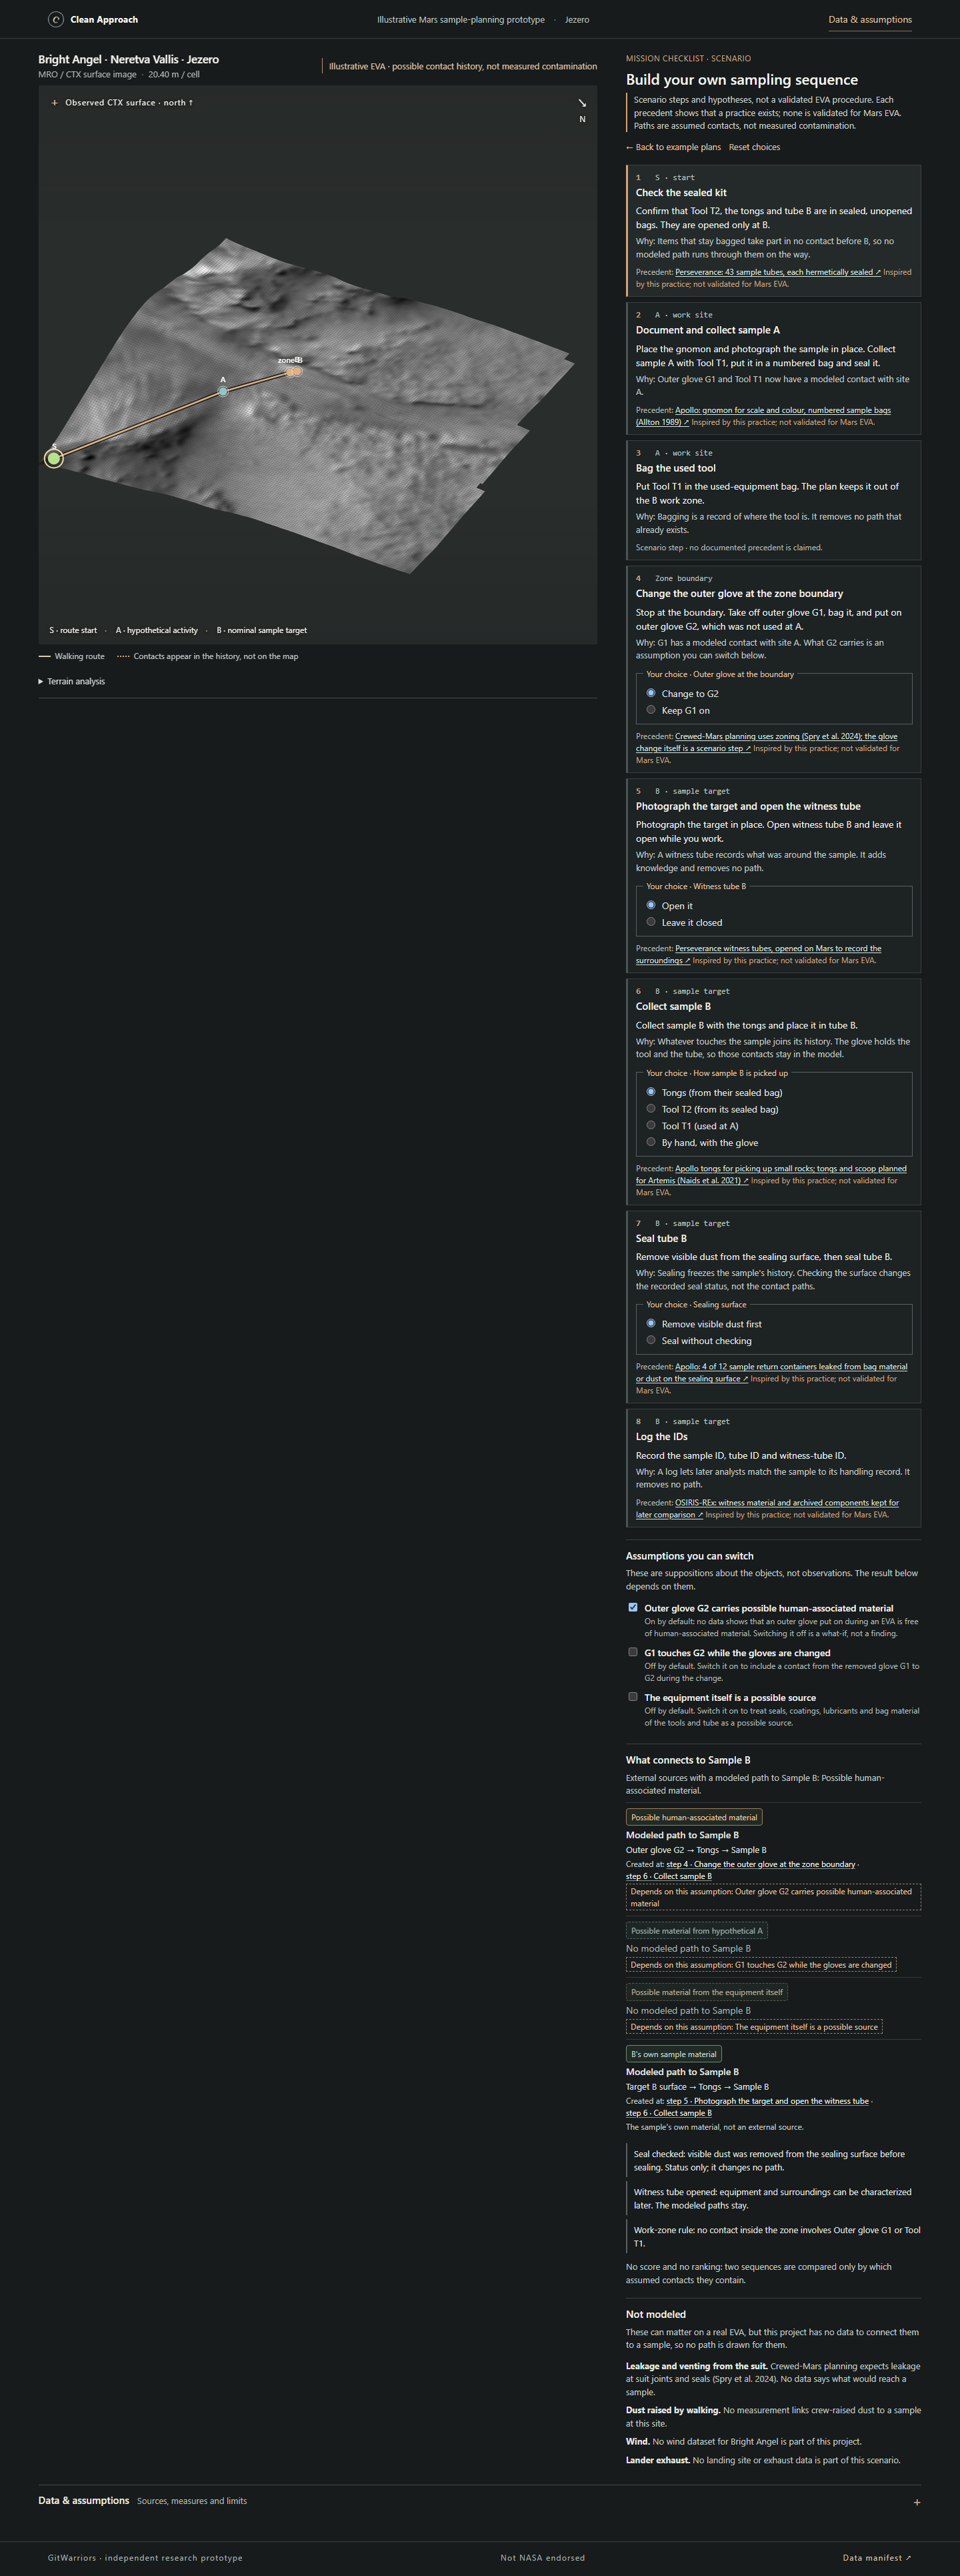 Clean Approach
Illustrative Mars sample-planning prototype · Jezero
Data & assumptions
Bright Angel · Neretva Vallis · Jezero
MRO / CTX surface image · 20.40 m / cell
Illustrative EVA · possible contact history, not measured contamination
+ Observed CTX surface · north ↑
↘
N
zone B
A
S
S · route start · A · hypothetical activity · B · nominal sample target
Walking route
Contacts appear in the history, not on the map
▶ Terrain analysis
MISSION CHECKLIST · SCENARIO
Build your own sampling sequence
Scenario steps and hypotheses, not a validated EVA procedure. Each
precedent shows that a practice exists; none is validated for Mars EVA.
Paths are assumed contacts, not measured contamination.
← Back to example plans Reset choices
1 S · start
Check the sealed kit
Confirm that Tool T2, the tongs and tube B are in sealed, unopened
bags. They are opened only at B.
Why: Items that stay bagged take part in no contact before B, so no
modeled path runs through them on the way.
Precedent: Perseverance: 43 sample tubes, each hermetically sealed ↗ Inspired
by this practice; not validated for Mars EVA.
2 A · work site
Document and collect sample A
Place the gnomon and photograph the sample in place. Collect
sample A with Tool T1, put it in a numbered bag and seal it.
Why: Outer glove G1 and Tool T1 now have a modeled contact with site
A.
Precedent: Apollo: gnomon for scale and colour, numbered sample bags
(Allton 1989) ↗ Inspired by this practice; not validated for Mars EVA.
3 A · work site
Bag the used tool
Put Tool T1 in the used-equipment bag. The plan keeps it out of
the B work zone.
Why: Bagging is a record of where the tool is. It removes no path that
already exists.
Scenario step · no documented precedent is claimed.
4 Zone boundary
Change the outer glove at the zone boundary
Stop at the boundary. Take off outer glove G1, bag it, and put on
outer glove G2, which was not used at A.
Why: G1 has a modeled contact with site A. What G2 carries is an
assumption you can switch below.
Your choice · Outer glove at the boundary
Change to G2
Keep G1 on
Precedent: Crewed-Mars planning uses zoning (Spry et al. 2024); the glove
change itself is a scenario step ↗ Inspired by this practice; not validated for
Mars EVA.
5 B · sample target
Photograph the target and open the witness tube
Photograph the target in place. Open witness tube B and leave it
open while you work.
Why: A witness tube records what was around the sample. It adds
knowledge and removes no path.
Your choice · Witness tube B
Open it
Leave it closed
Precedent: Perseverance witness tubes, opened on Mars to record the
surroundings ↗ Inspired by this practice; not validated for Mars EVA.
6 B · sample target
Collect sample B
Collect sample B with the tongs and place it in tube B.
Why: Whatever touches the sample joins its history. The glove holds the
tool and the tube, so those contacts stay in the model.
Your choice · How sample B is picked up
Tongs (from their sealed bag)
Tool T2 (from its sealed bag)
Tool T1 (used at A)
By hand, with the glove
Precedent: Apollo tongs for picking up small rocks; tongs and scoop planned
for Artemis (Naids et al. 2021) ↗ Inspired by this practice; not validated for
Mars EVA.
7 B · sample target
Seal tube B
Remove visible dust from the sealing surface, then seal tube B.
Why: Sealing freezes the sample's history. Checking the surface changes
the recorded seal status, not the contact paths.
Your choice · Sealing surface
Remove visible dust first
Seal without checking
Precedent: Apollo: 4 of 12 sample return containers leaked from bag material
or dust on the sealing surface ↗ Inspired by this practice; not validated for
Mars EVA.
8 B · sample target
Log the IDs
Record the sample ID, tube ID and witness-tube ID.
Why: A log lets later analysts match the sample to its handling record. It
removes no path.
Precedent: OSIRIS-REx: witness material and archived components kept for
later comparison ↗ Inspired by this practice; not validated for Mars EVA.
Assumptions you can switch
These are suppositions about the objects, not observations. The result below
depends on them.
Outer glove G2 carries possible human-associated material
On by default: no data shows that an outer glove put on during an EVA is free
of human-associated material. Switching it off is a what-if, not a finding.
G1 touches G2 while the gloves are changed
Off by default. Switch it on to include a contact from the removed glove G1 to
G2 during the change.
The equipment itself is a possible source
Off by default. Switch it on to treat seals, coatings, lubricants and bag material
of the tools and tube as a possible source.
What connects to Sample B
External sources with a modeled path to Sample B: Possible human-
associated material.
Possible human-associated material
Modeled path to Sample B
Outer glove G2 → Tongs → Sample B
Created at: step 4 · Change the outer glove at the zone boundary ·
step 6 · Collect sample B
Depends on this assumption: Outer glove G2 carries possible human-associated
material
Possible material from hypothetical A
No modeled path to Sample B
Depends on this assumption: G1 touches G2 while the gloves are changed
Possible material from the equipment itself
No modeled path to Sample B
Depends on this assumption: The equipment itself is a possible source
B's own sample material
Modeled path to Sample B
Target B surface → Tongs → Sample B
Created at: step 5 · Photograph the target and open the witness tube ·
step 6 · Collect sample B
The sample's own material, not an external source.
Seal checked: visible dust was removed from the sealing surface before
sealing. Status only; it changes no path.
Witness tube opened: equipment and surroundings can be characterized
later. The modeled paths stay.
Work-zone rule: no contact inside the zone involves Outer glove G1 or Tool
T1.
No score and no ranking: two sequences are compared only by which
assumed contacts they contain.
Not modeled
These can matter on a real EVA, but this project has no data to connect them
to a sample, so no path is drawn for them.
Leakage and venting from the suit. Crewed-Mars planning expects leakage
at suit joints and seals (Spry et al. 2024). No data says what would reach a
sample.
Dust raised by walking. No measurement links crew-raised dust to a sample
at this site.
Wind. No wind dataset for Bright Angel is part of this project.
Lander exhaust. No landing site or exhaust data is part of this scenario.
Data & assumptions Sources, measures and limits
+
GitWarriors · independent research prototype
Not NASA endorsed
Data manifest ↗